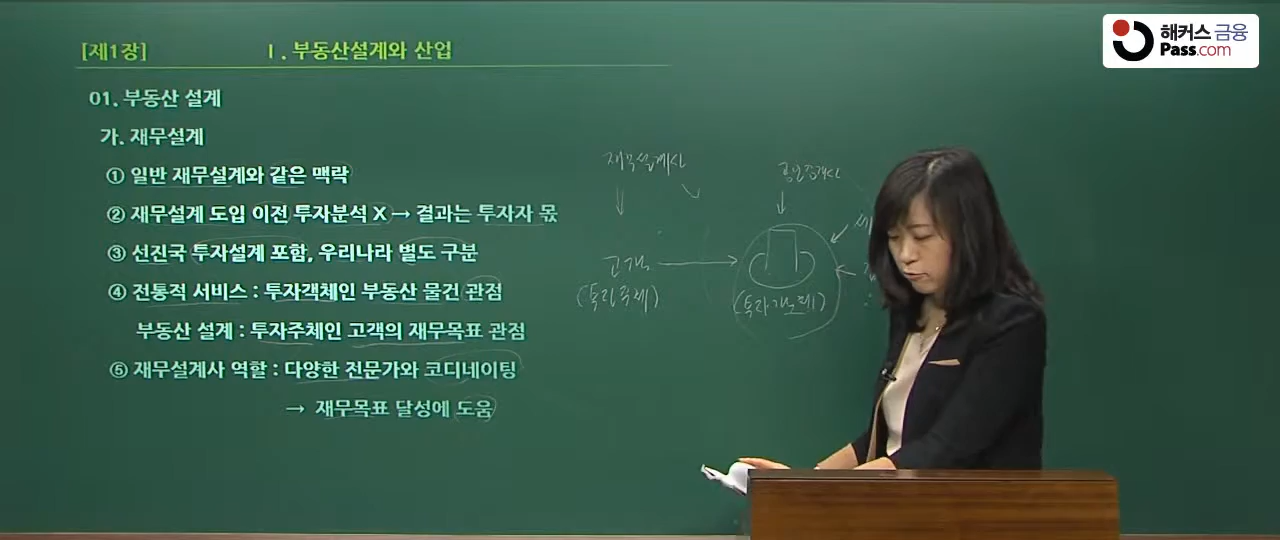 해커스 금융
Pass.com
[제1장] Ⅰ. 부동산설계와 산업
01. 부동산 설계
가. 재무설계
① 일반 재무설계와 같은 맥락
② 재무설계 도입 이전 투자분석 X → 결과는 투자자 몫
③ 선진국 투자설계 포함, 우리나라 별도 구분
④ 전통적 서비스 : 투자객체인 부동산 물건 관점
부동산 설계 : 투자주체인 고객의 재무목표 관점
⑤ 재무설계사 역할 : 다양한 전문가와 코디네이팅
→ 재무목표 달성에 도움
재무설계사
고객